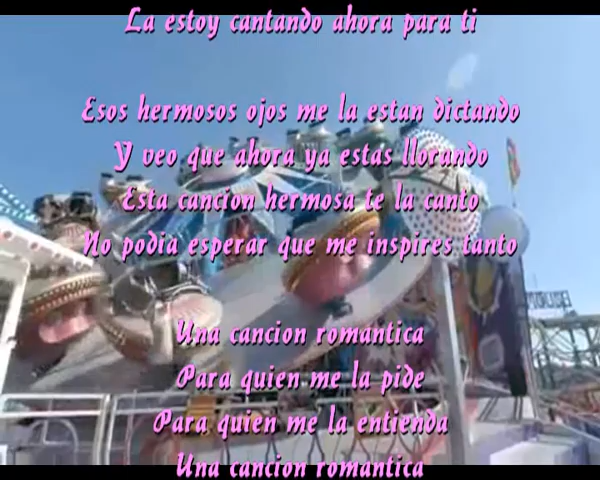 La estoy cantando ahora para ti
Esos hermosos ojos me la estan dictando
Y veo que ahora ya estas llorando
Esta cancion hermosa te la canto
No podia esperar que me inspires tanto
Una cancion romantica
Para quien me la pide
Para quien me la entienda
Una cancion romantica